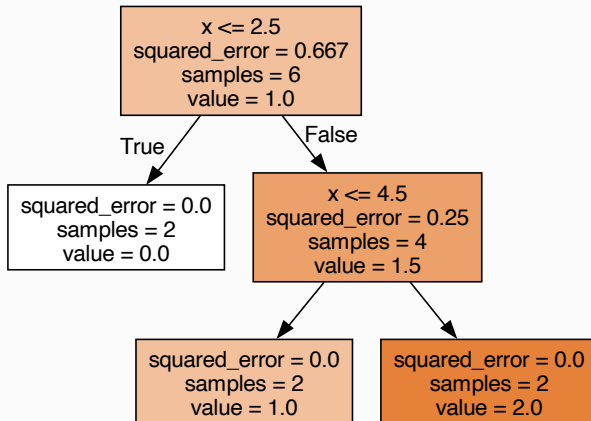 x <= 2.5
squared_error = 0.667
samples = 6
value = 1.0
True
False
squared_error = 0.0
samples = 2
value = 0.0
x <= 4.5
squared_error = 0.25
samples = 4
value = 1.5
squared_error = 0.0
samples = 2
value = 1.0
squared_error = 0.0
samples = 2
value = 2.0